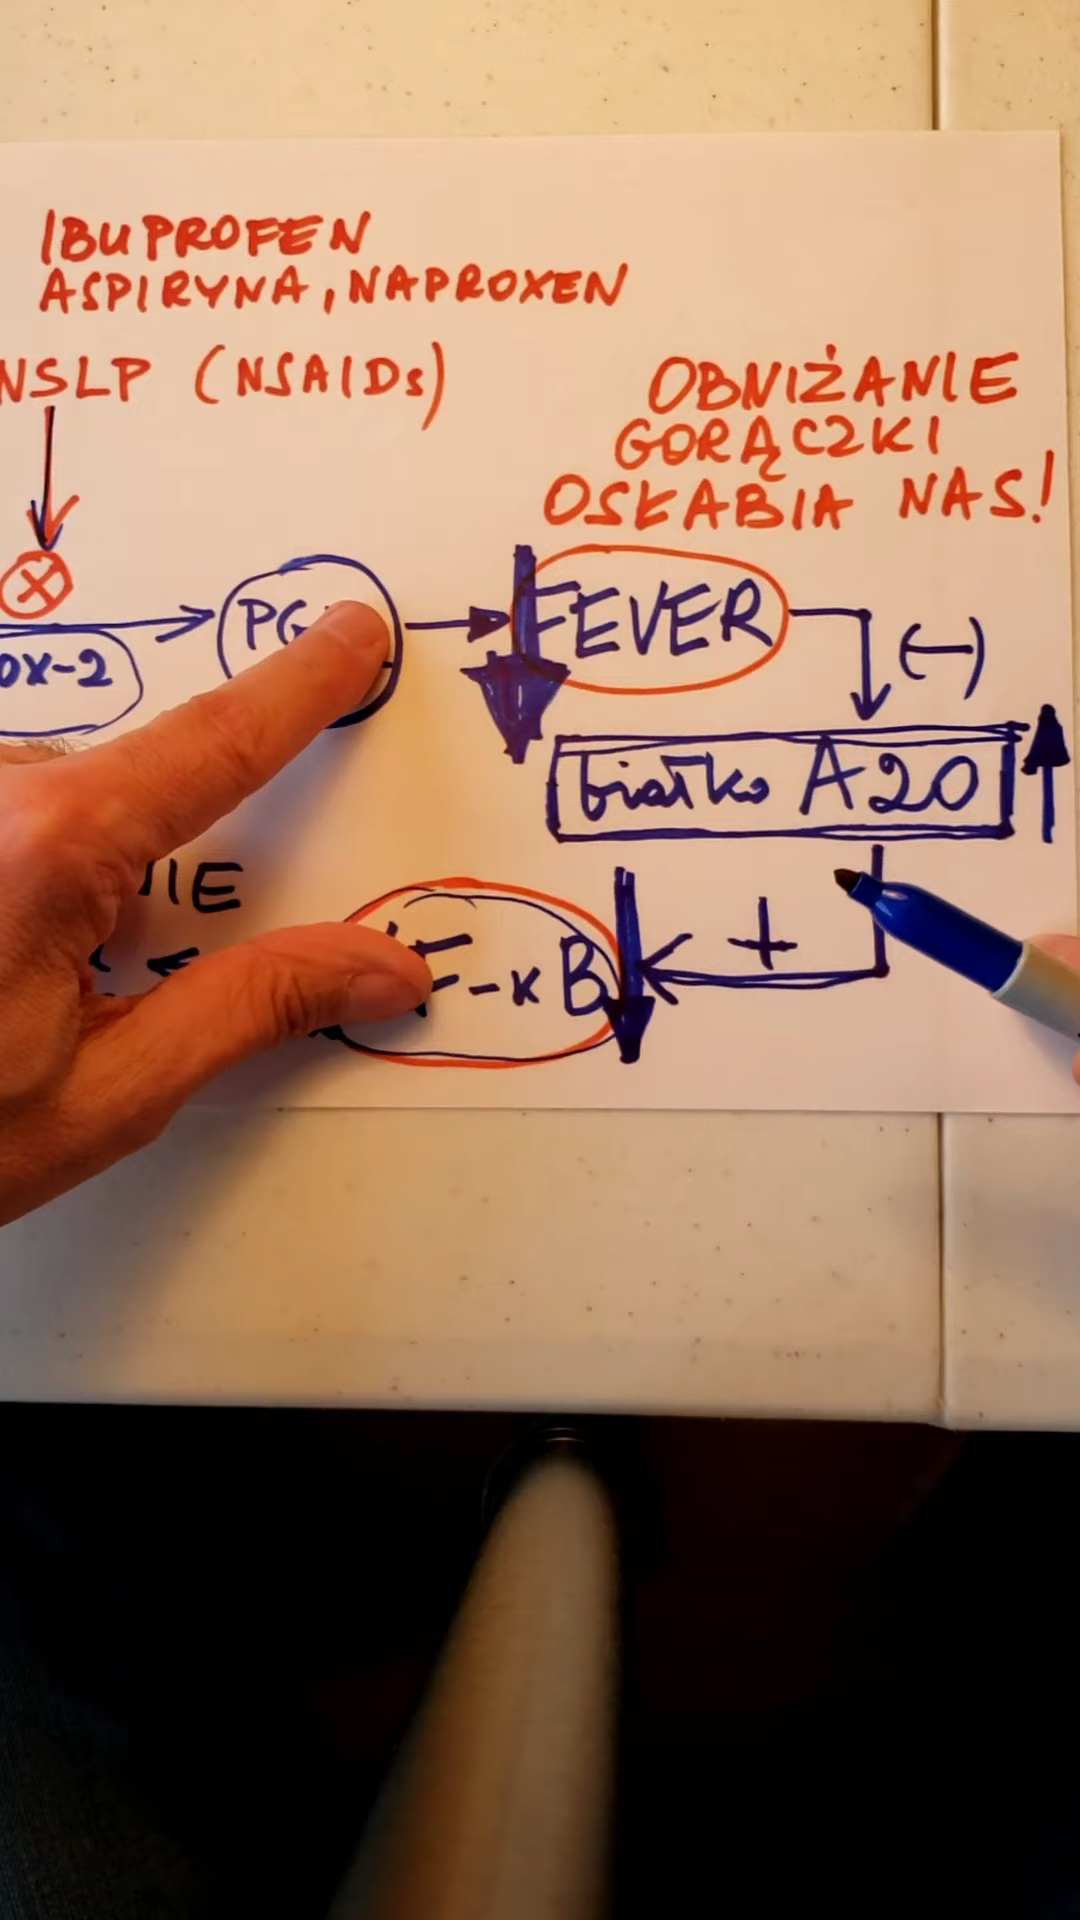 IBUPROFEN
ASPIRYNA, NAPROXEN
NSLP (NSAIDs)
OBNIŻANIE
GORĄCZKI
OSŁABIA NAS!
FEVER
(-)
białko A20
+